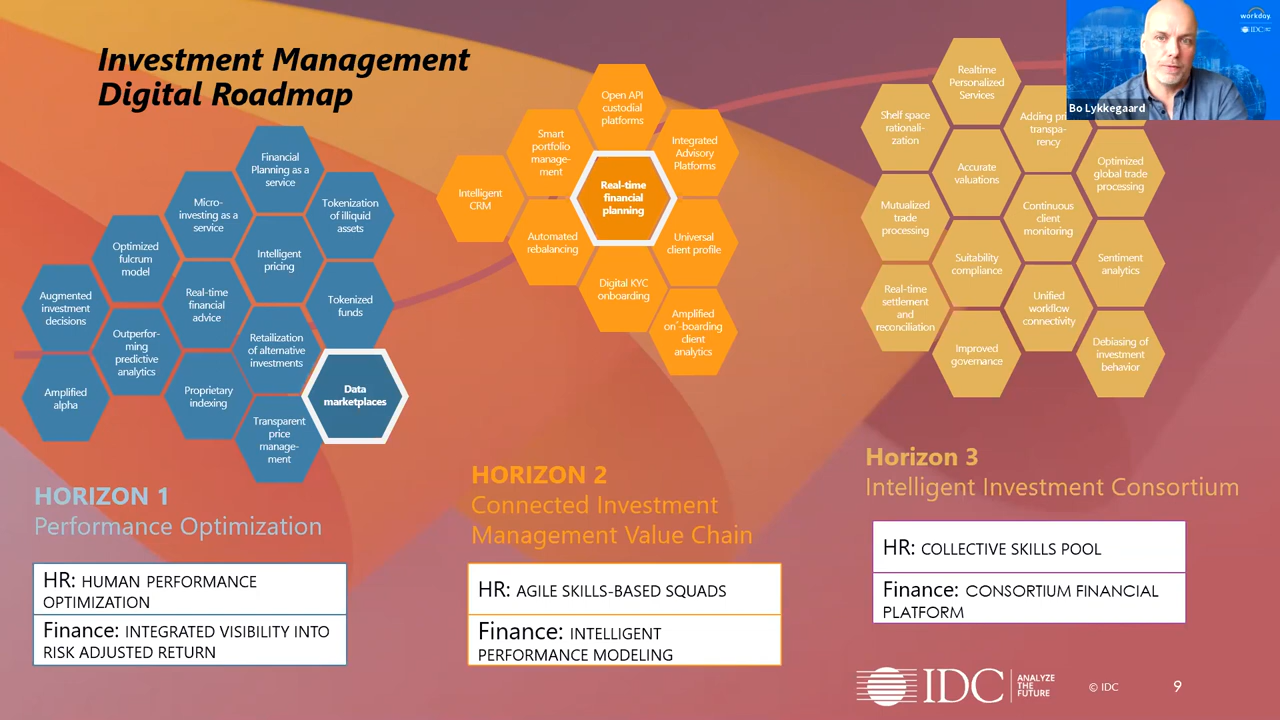 Investment Management
Digital Roadmap
Financial
Planning as a
service
Micro-
investing as a
service
Tokenization
of illiquid
assets
Optimized
fulcrum
model
Intelligent
pricing
Augmented
investment
decisions
Real-time
financial
advice
Tokenized
funds
Outperfor-
ming
predictive
analytics
Retailization
of alternative
investments
Amplified
alpha
Proprietary
indexing
Data
marketplaces
Transparent
price
manage-
ment
HORIZON 1
Performance Optimization
HR: HUMAN PERFORMANCE
OPTIMIZATION
Finance: INTEGRATED VISIBILITY INTO
RISK ADJUSTED RETURN
Open API
custodial
platforms
Smart
portfolio
manage-
ment
Integrated
Advisory
Platforms
Intelligent
CRM
Real-time
financial
planning
Automated
rebalancing
Universal
client profile
Digital KYC
onboarding
Amplified
on¨-boarding
client
analytics
HORIZON 2
Connected Investment
Management Value Chain
HR: AGILE SKILLS-BASED SQUADS
Finance: INTELLIGENT
PERFORMANCE MODELING
Realtime
Personalized
Services
Shelf space
rationali-
zation
Adding
transpa-
rency
Accurate
valuations
Optimized
global trade
processing
Mutualized
trade
processing
Continuous
client
monitoring
Suitability
compliance
Sentiment
analytics
Real-time
settlement
and
reconciliation
Unified
workflow
connectivity
Improved
governance
Debiasing of
investment
behavior
Horizon 3
Intelligent Investment Consortium
HR: COLLECTIVE SKILLS POOL
Finance: CONSORTIUM FINANCIAL
PLATFORM
workday.
IDC
Bo Lykkegaard
IDC
ANALYZE
THE
FUTURE
© IDC
9